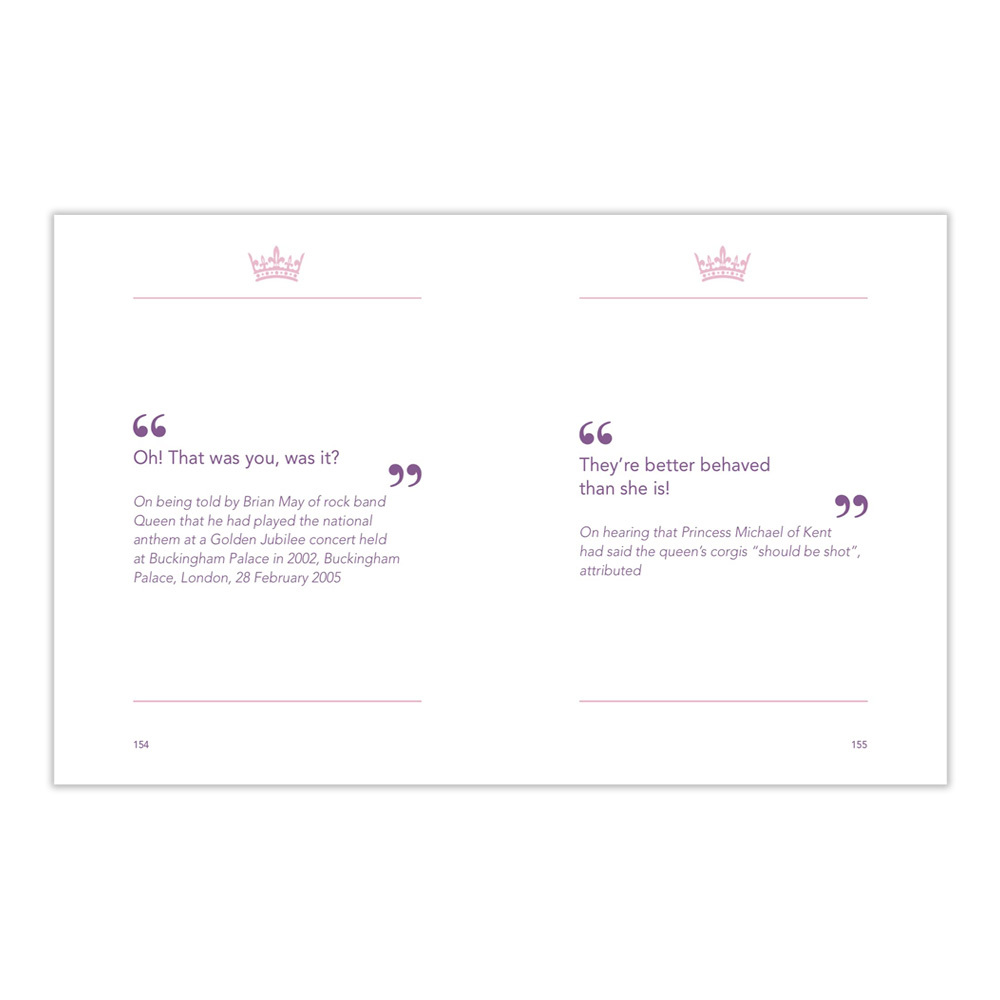 “
Oh! That was you, was it?
”
On being told by Brian May of rock band
Queen that he had played the national
anthem at a Golden Jubilee concert held
at Buckingham Palace in 2002, Buckingham
Palace, London, 28 February 2005
154
“
They’re better behaved
than she is!
”
On hearing that Princess Michael of Kent
had said the queen’s corgis “should be shot”,
attributed
155